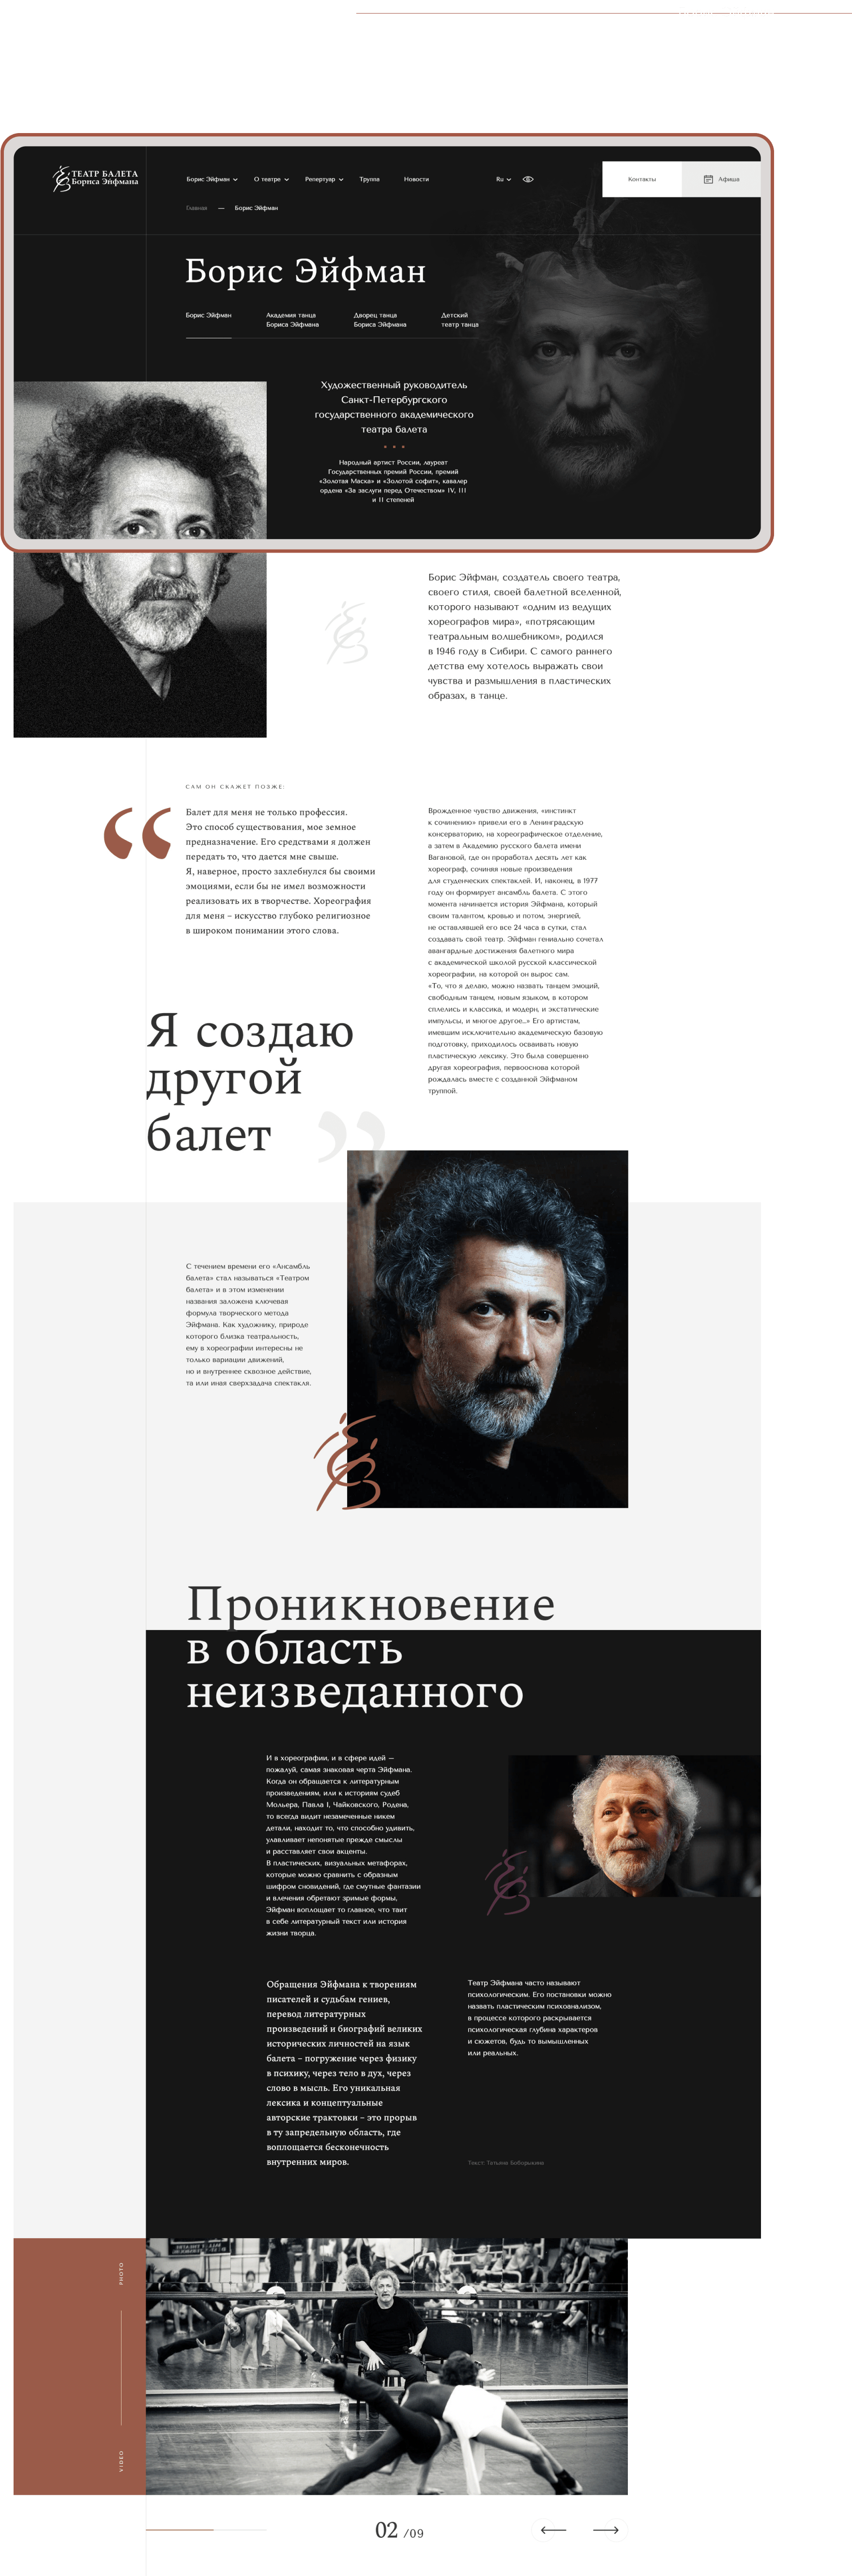 ТЕАТР БАЛЕТА
Бориса Эйфмана
Борис Эйфман
О театре
Репертуар
Труппа
Новости
Ru
Контакты
Афиша
Главная — Борис Эйфман
Борис Эйфман
Борис Эйфман
Академия танца
Бориса Эйфмана
Дворец танца
Бориса Эйфмана
Детский
театр танца
Художественный руководитель
Санкт-Петербургского
государственного академического
театра балета
Народный артист России, лауреат
Государственных премий России, премий
«Золотая Маска» и «Золотой софит», кавалер
ордена «За заслуги перед Отечеством» IV, III
и II степеней
Борис Эйфман, создатель своего театра,
своего стиля, своей балетной вселенной,
которого называют «одним из ведущих
хореографов мира», «потрясающим
театральным волшебником», родился
в 1946 году в Сибири. С самого раннего
детства ему хотелось выражать свои
чувства и размышления в пластических
образах, в танце.
САМ ОН СКАЖЕТ ПОЗЖЕ:
“
Балет для меня не только профессия.
Это способ существования, мое земное
предназначение. Его средствами я должен
передать то, что дается мне свыше.
Я, наверное, просто захлебнулся бы своими
эмоциями, если бы не имел возможности
реализовать их в творчестве. Хореография
для меня – искусство глубоко религиозное
в широком понимании этого слова.
Врожденное чувство движения, «инстинкт
к сочинению» привели его в Ленинградскую
консерваторию, на хореографическое отделение,
а затем в Академию русского балета имени
Вагановой, где он проработал десять лет как
хореограф, сочиняя новые произведения
для студенческих спектаклей. И, наконец, в 1977
году он формирует ансамбль балета. С этого
момента начинается история Эйфмана, который
своим талантом, кровью и потом, энергией,
не оставлявшей его все 24 часа в сутки, стал
создавать свой театр. Эйфман гениально сочетал
авангардные достижения балетного мира
с академической школой русской классической
хореографии, на которой он вырос сам.
«То, что я делаю, можно назвать танцем эмоций,
свободным танцем, новым языком, в котором
сплелись и классика, и модерн, и экстатические
импульсы, и многое другое…» Его артистам,
имевшим исключительно академическую базовую
подготовку, приходилось осваивать новую
пластическую лексику. Это была совершенно
другая хореография, первооснова которой
рождалась вместе с созданной Эйфманом
труппой.
Я создаю
другой
балет
”
С течением времени его «Ансамбль
балета» стал называться «Театром
балета» и в этом изменении
названия заложена ключевая
формула творческого метода
Эйфмана. Как художнику, природе
которого близка театральность,
ему в хореографии интересны не
только вариации движений,
но и внутреннее сквозное действие,
та или иная сверхзадача спектакля.
Проникновение
в область
неизведанного
И в хореографии, и в сфере идей —
пожалуй, самая знаковая черта Эйфмана.
Когда он обращается к литературным
произведениям, или к историям судеб
Мольера, Павла I, Чайковского, Родена,
то всегда видит незамеченные никем
детали, находит то, что способно удивить,
улавливает непонятые прежде смыслы
и расставляет свои акценты.
В пластических, визуальных метафорах,
которые можно сравнить с образным
шифром сновидений, где смутные фантазии
и влечения обретают зримые формы,
Эйфман воплощает то главное, что таит
в себе литературный текст или история
жизни творца.
Обращения Эйфмана к творениям
писателей и судьбам гениев,
перевод литературных
произведений и биографий великих
исторических личностей на язык
балета – погружение через физику
в психику, через тело в дух, через
слово в мысль. Его уникальная
лексика и концептуальные
авторские трактовки – это прорыв
в ту запредельную область, где
воплощается бесконечность
внутренних миров.
Театр Эйфмана часто называют
психологическим. Его постановки можно
назвать пластическим психоанализом,
в процессе которого раскрывается
психологическая глубина характеров
и сюжетов, будь то вымышленных
или реальных.
Текст: Татьяна Боборыкина
PHOTO
VIDEO
02 /09